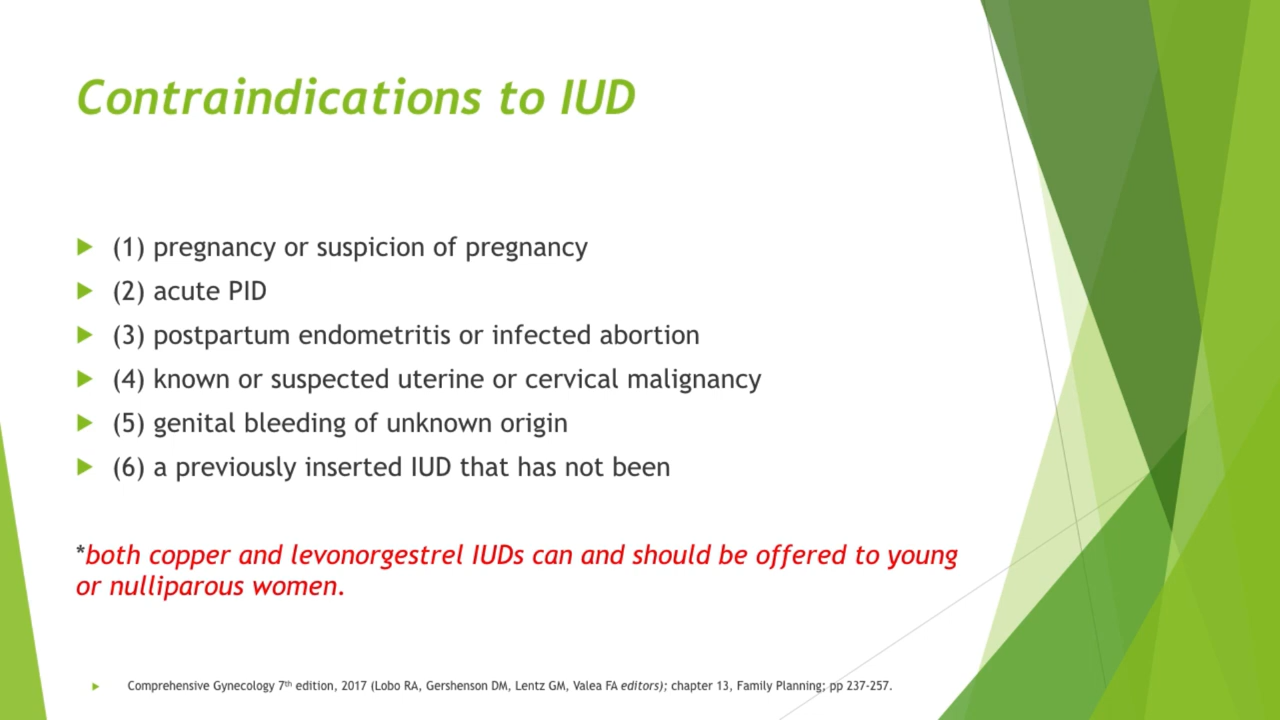 Contraindications to IUD
(1) pregnancy or suspicion of pregnancy
(2) acute PID
(3) postpartum endometritis or infected abortion
(4) known or suspected uterine or cervical malignancy
(5) genital bleeding of unknown origin
(6) a previously inserted IUD that has not been
*both copper and levonorgestrel IUDs can and should be offered to young
or nulliparous women.
Comprehensive Gynecology 7th edition, 2017 (Lobo RA, Gershenson DM, Lentz GM, Valea FA editors); chapter 13, Family Planning; pp 237-257.